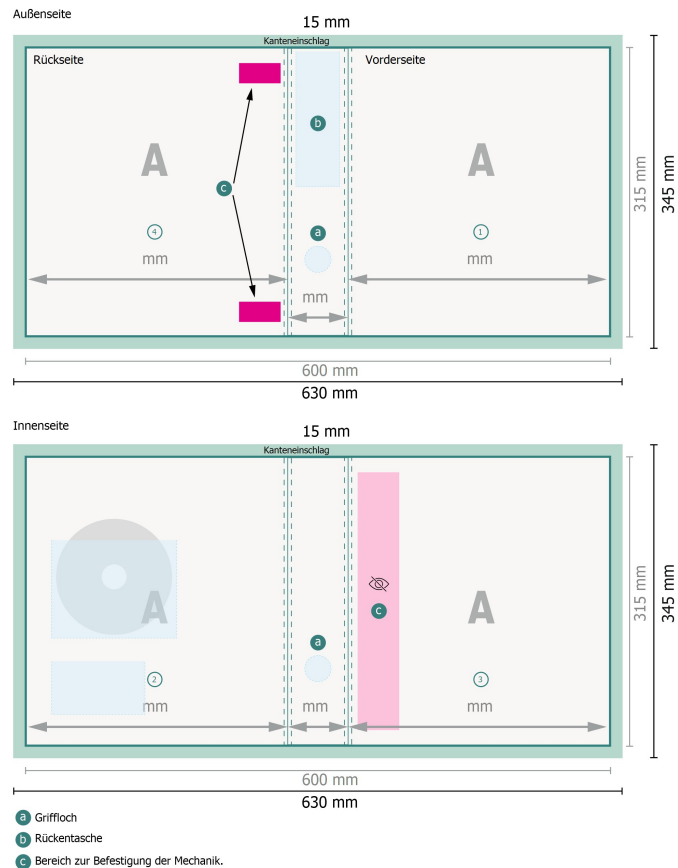 Außenseite
15 mm
Kanteneinschlag
Rückseite
Vorderseite
b
A
A
c
a
4
1
mm
mm
mm
315 mm
345 mm
600 mm
630 mm
Innenseite
15 mm
Kanteneinschlag
A
A
c
a
2
3
mm
mm
mm
315 mm
345 mm
600 mm
630 mm
a Griffloch
b Rückentasche
c Bereich zur Befestigung der Mechanik.